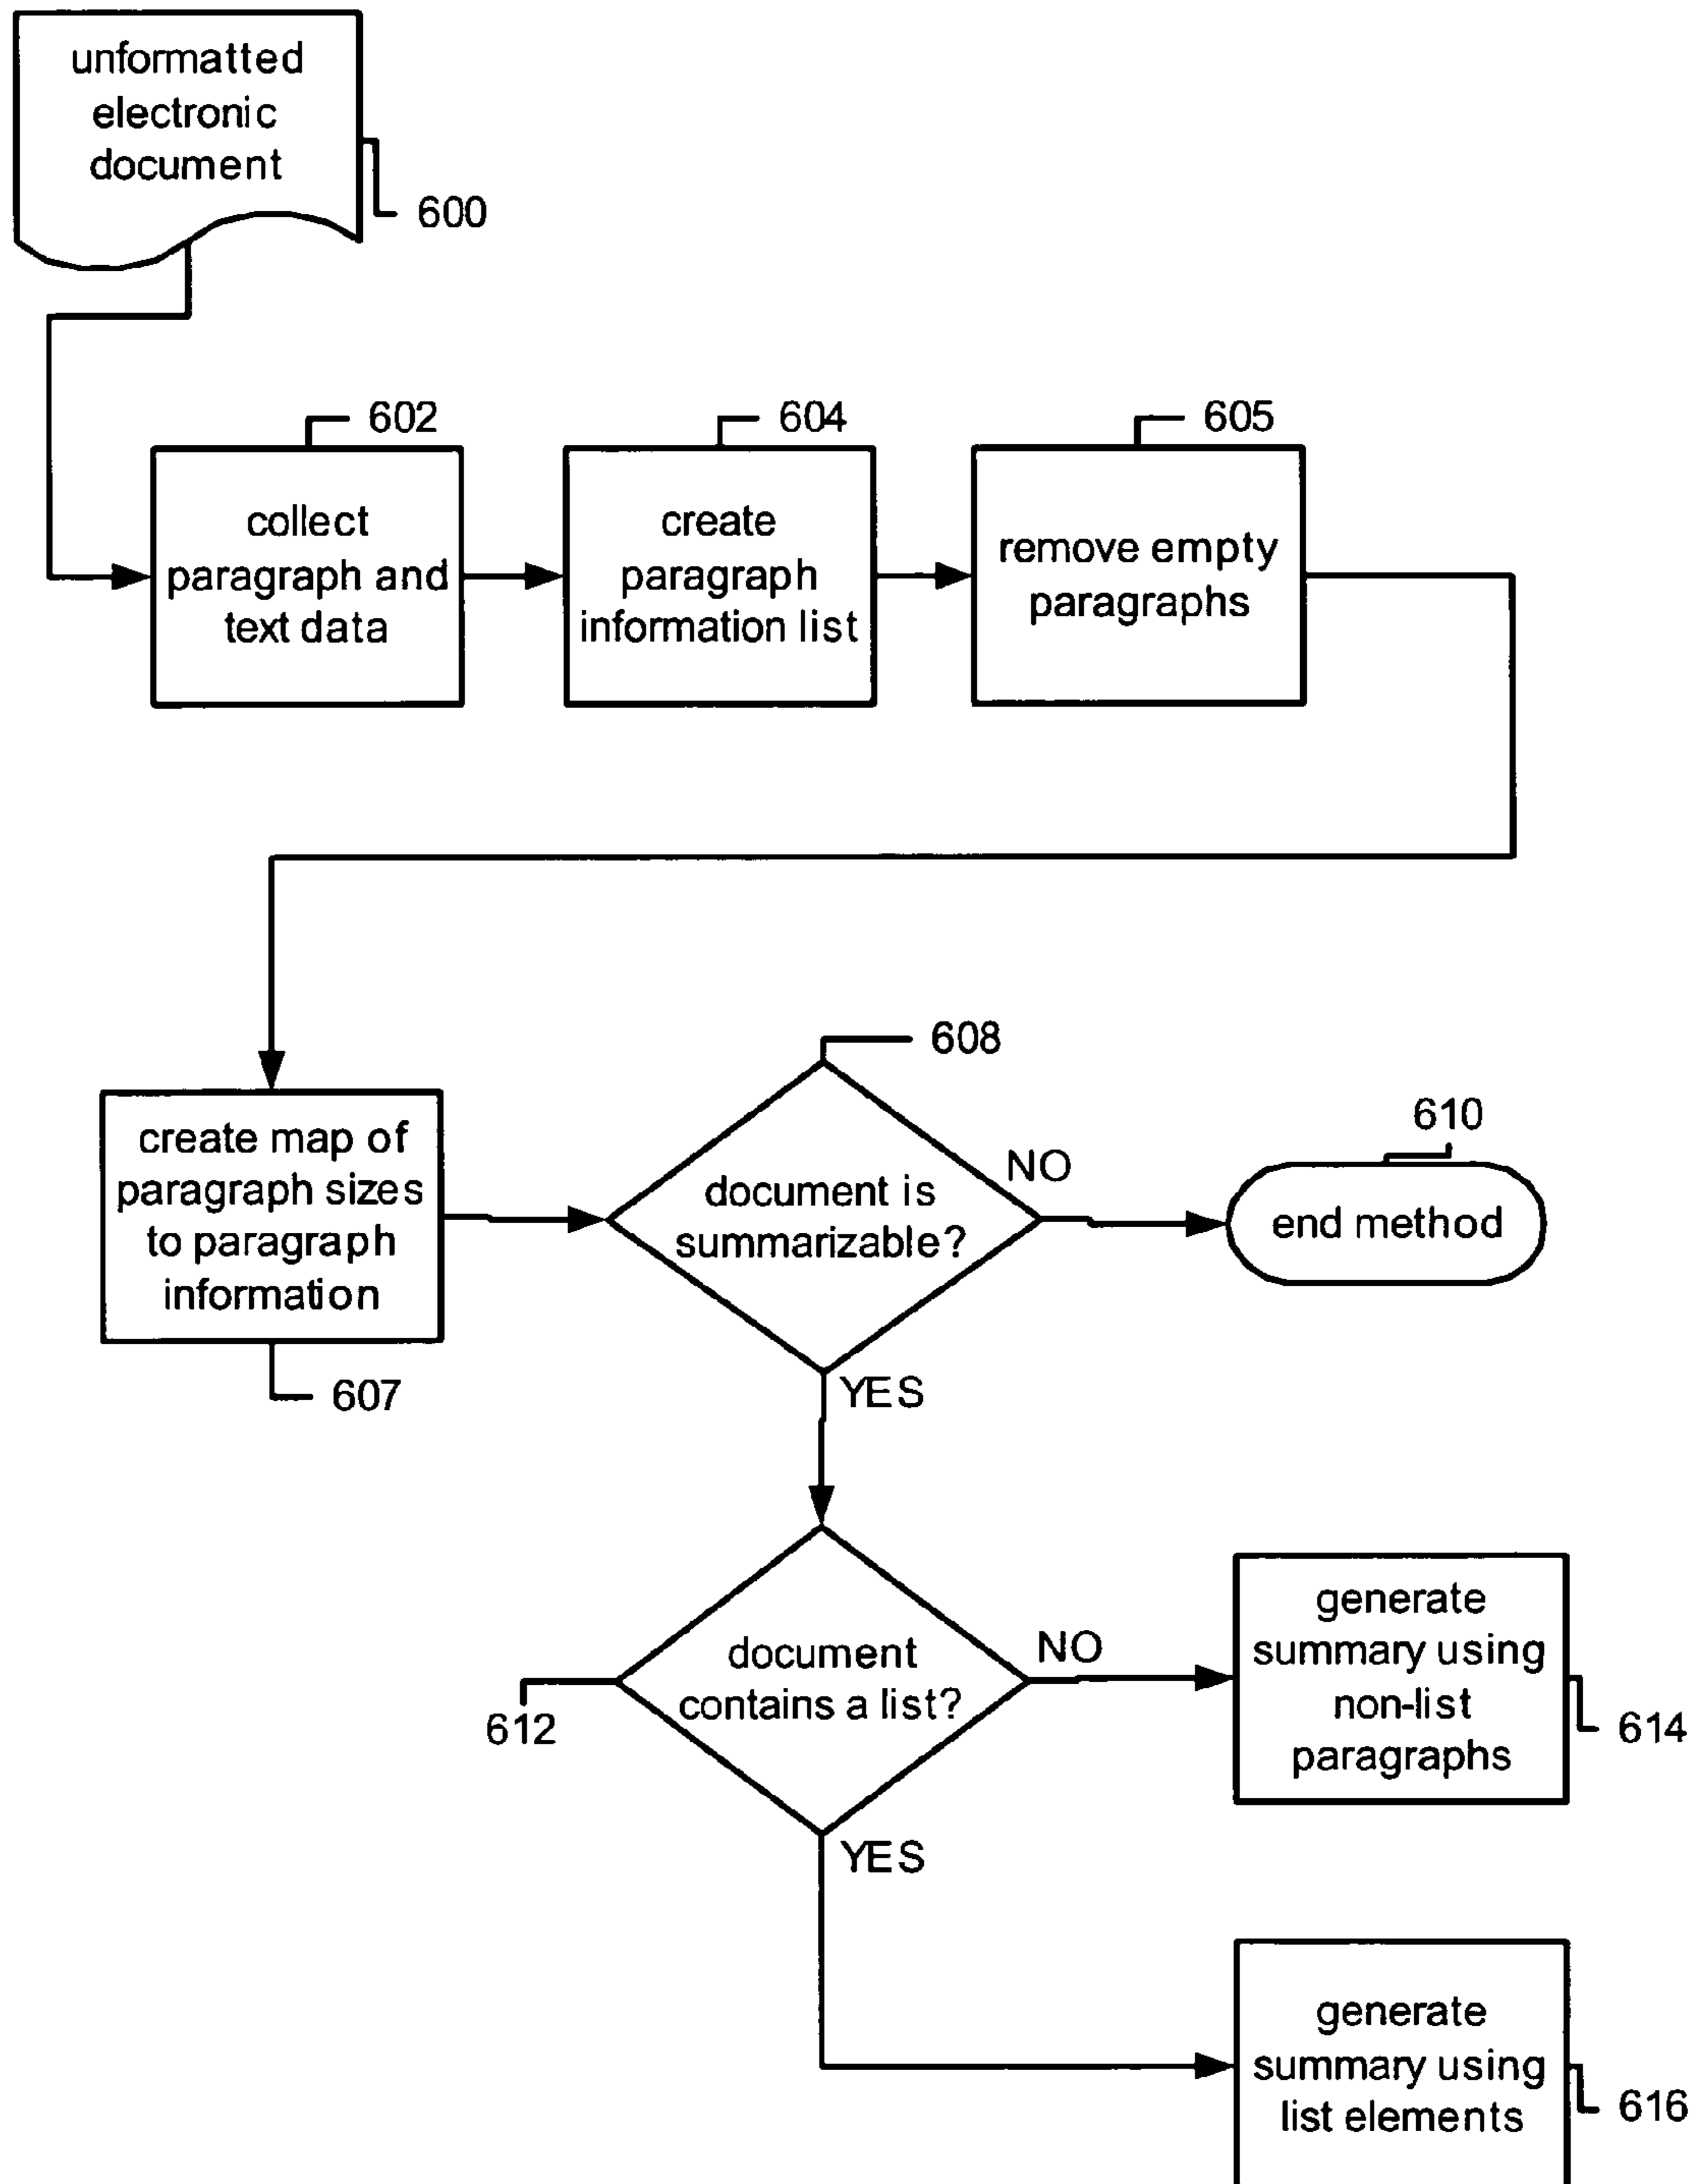 unformatted
electronic
document
600
602
604
605
collect
paragraph and
text data
create
paragraph
information list
remove empty
paragraphs
608
610
create map of
paragraph sizes
to paragraph
information
607
document is
summarizable?
NO
end method
YES
document
contains a list?
612
NO
generate
summary using
non-list
paragraphs
614
YES
generate
summary using
list elements
616